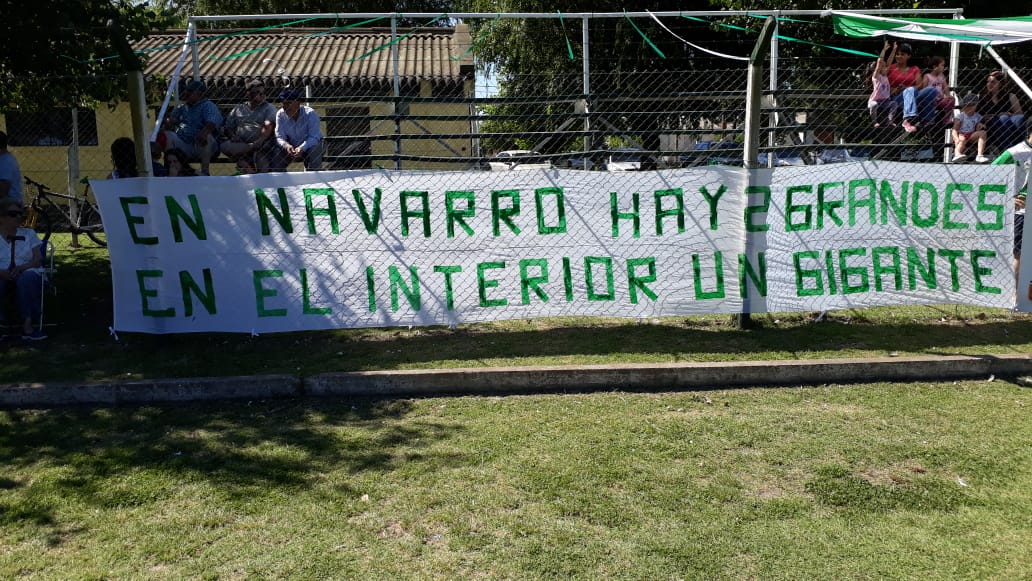 EN NAVARRO HAY 2 GRANDES
EN EL INTERIOR UN GIGANTE